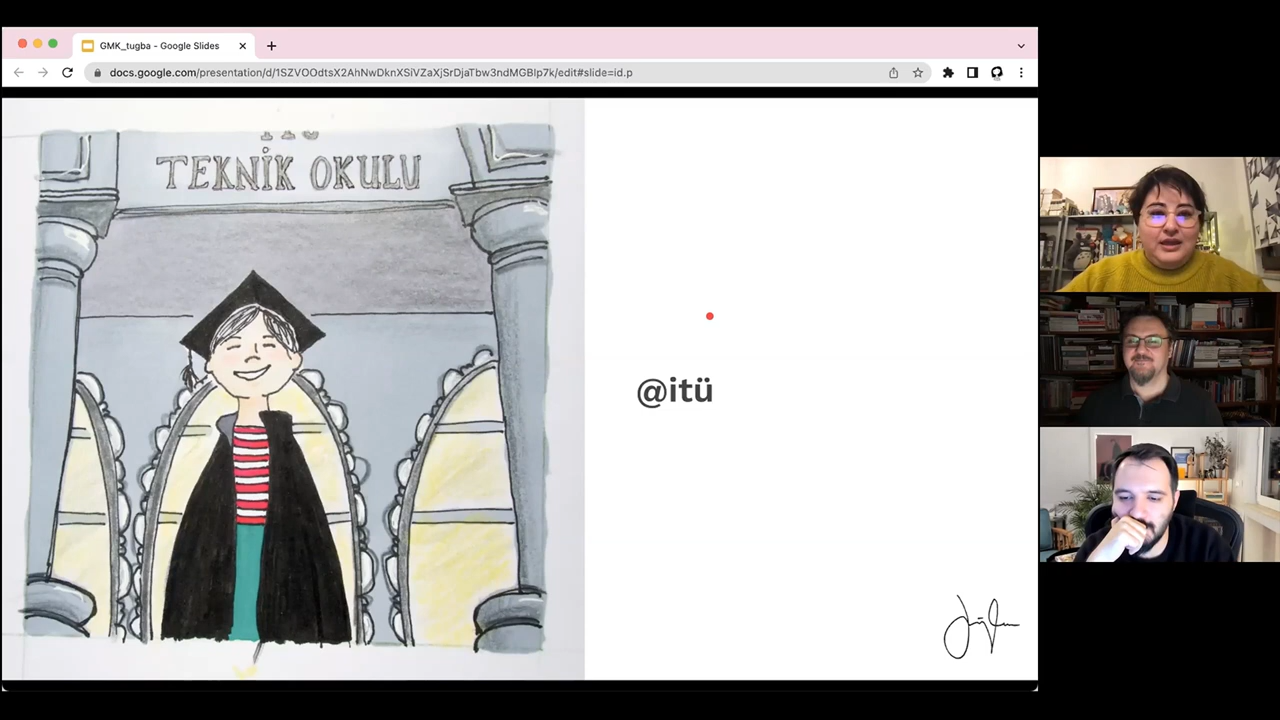 GMK_tugba - Google Slides
docs.google.com/presentation/d/1SZVOOdtsX2AhNwDknXSiVZaXjSrDjaTbw3ndMGBlp7k/edit#slide=id.p
TEKNİK OKULU
@itü